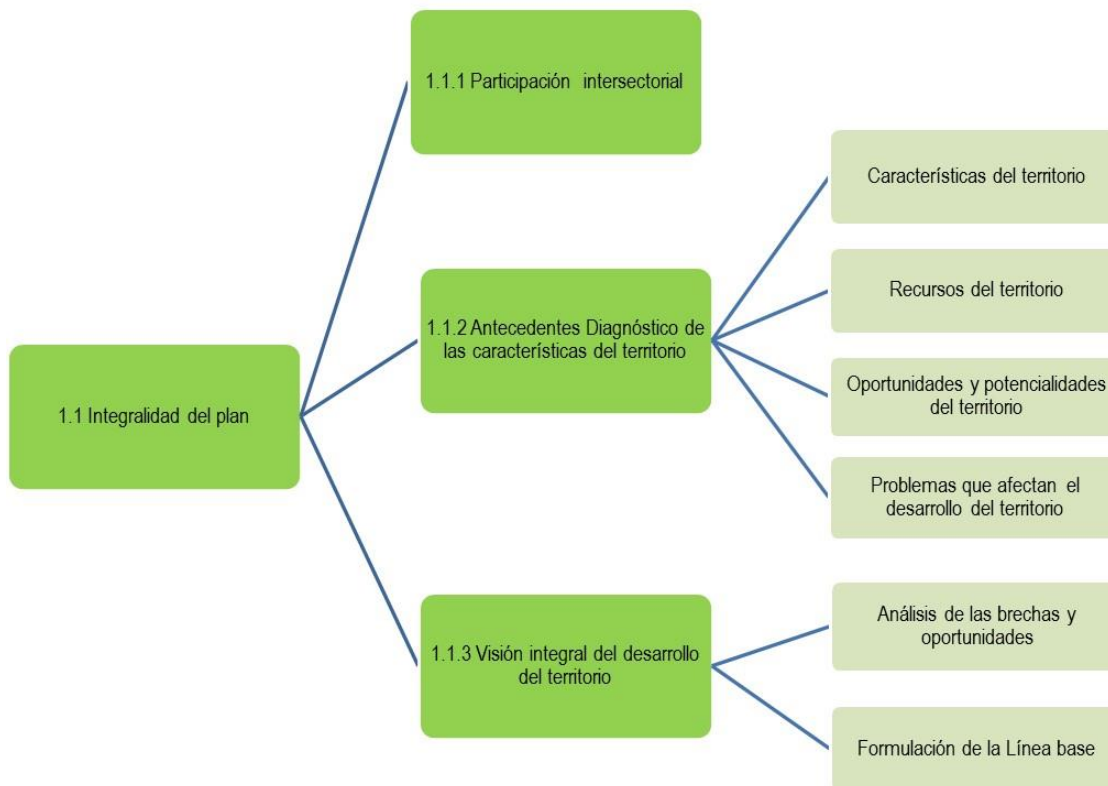 1.1 Integralidad del plan
1.1.1 Participación intersectorial
1.1.2 Antecedentes Diagnóstico de
las características del territorio
Características del territorio
Recursos del territorio
Oportunidades y potencialidades
del territorio
Problemas que afectan el
desarrollo del territorio
1.1.3 Visión integral del desarrollo
del territorio
Análisis de las brechas y
oportunidades
Formulación de la Línea base